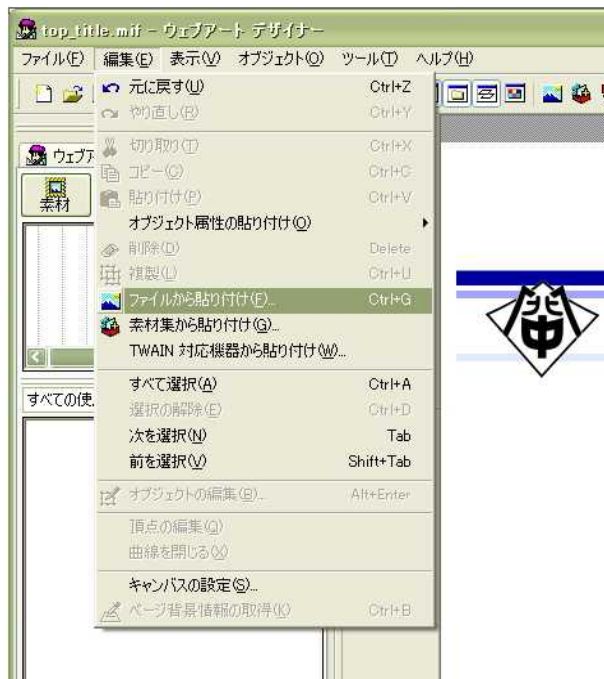 top_title.mif - ウェブアート デザイナー
ファイル(F) 編集(E) 表示(V) オブジェクト(O) ツール(T) ヘルプ(H)
元に戻す(U) Ctrl+Z
やり直し(R) Ctrl+Y
切り取り(T) Ctrl+X
コピー(C) Ctrl+C
貼り付け(P) Ctrl+V
オブジェクト属性の貼り付け(O)
削除(D) Delete
複製(L) Ctrl+U
ファイルから貼り付け(F)... Ctrl+G
素材集から貼り付け(G)...
TWAIN 対応機器から貼り付け(W)...
すべて選択(A) Ctrl+A
選択の解除(E) Ctrl+D
次を選択(N) Tab
前を選択(V) Shift+Tab
オブジェクトの編集(B)... Alt+Enter
頂点の編集(Q)
曲線を閉じる(X)
キャンバスの設定(S)...
ページ背景情報の取得(K) Ctrl+B
ウェブア
素材
すべての使
中